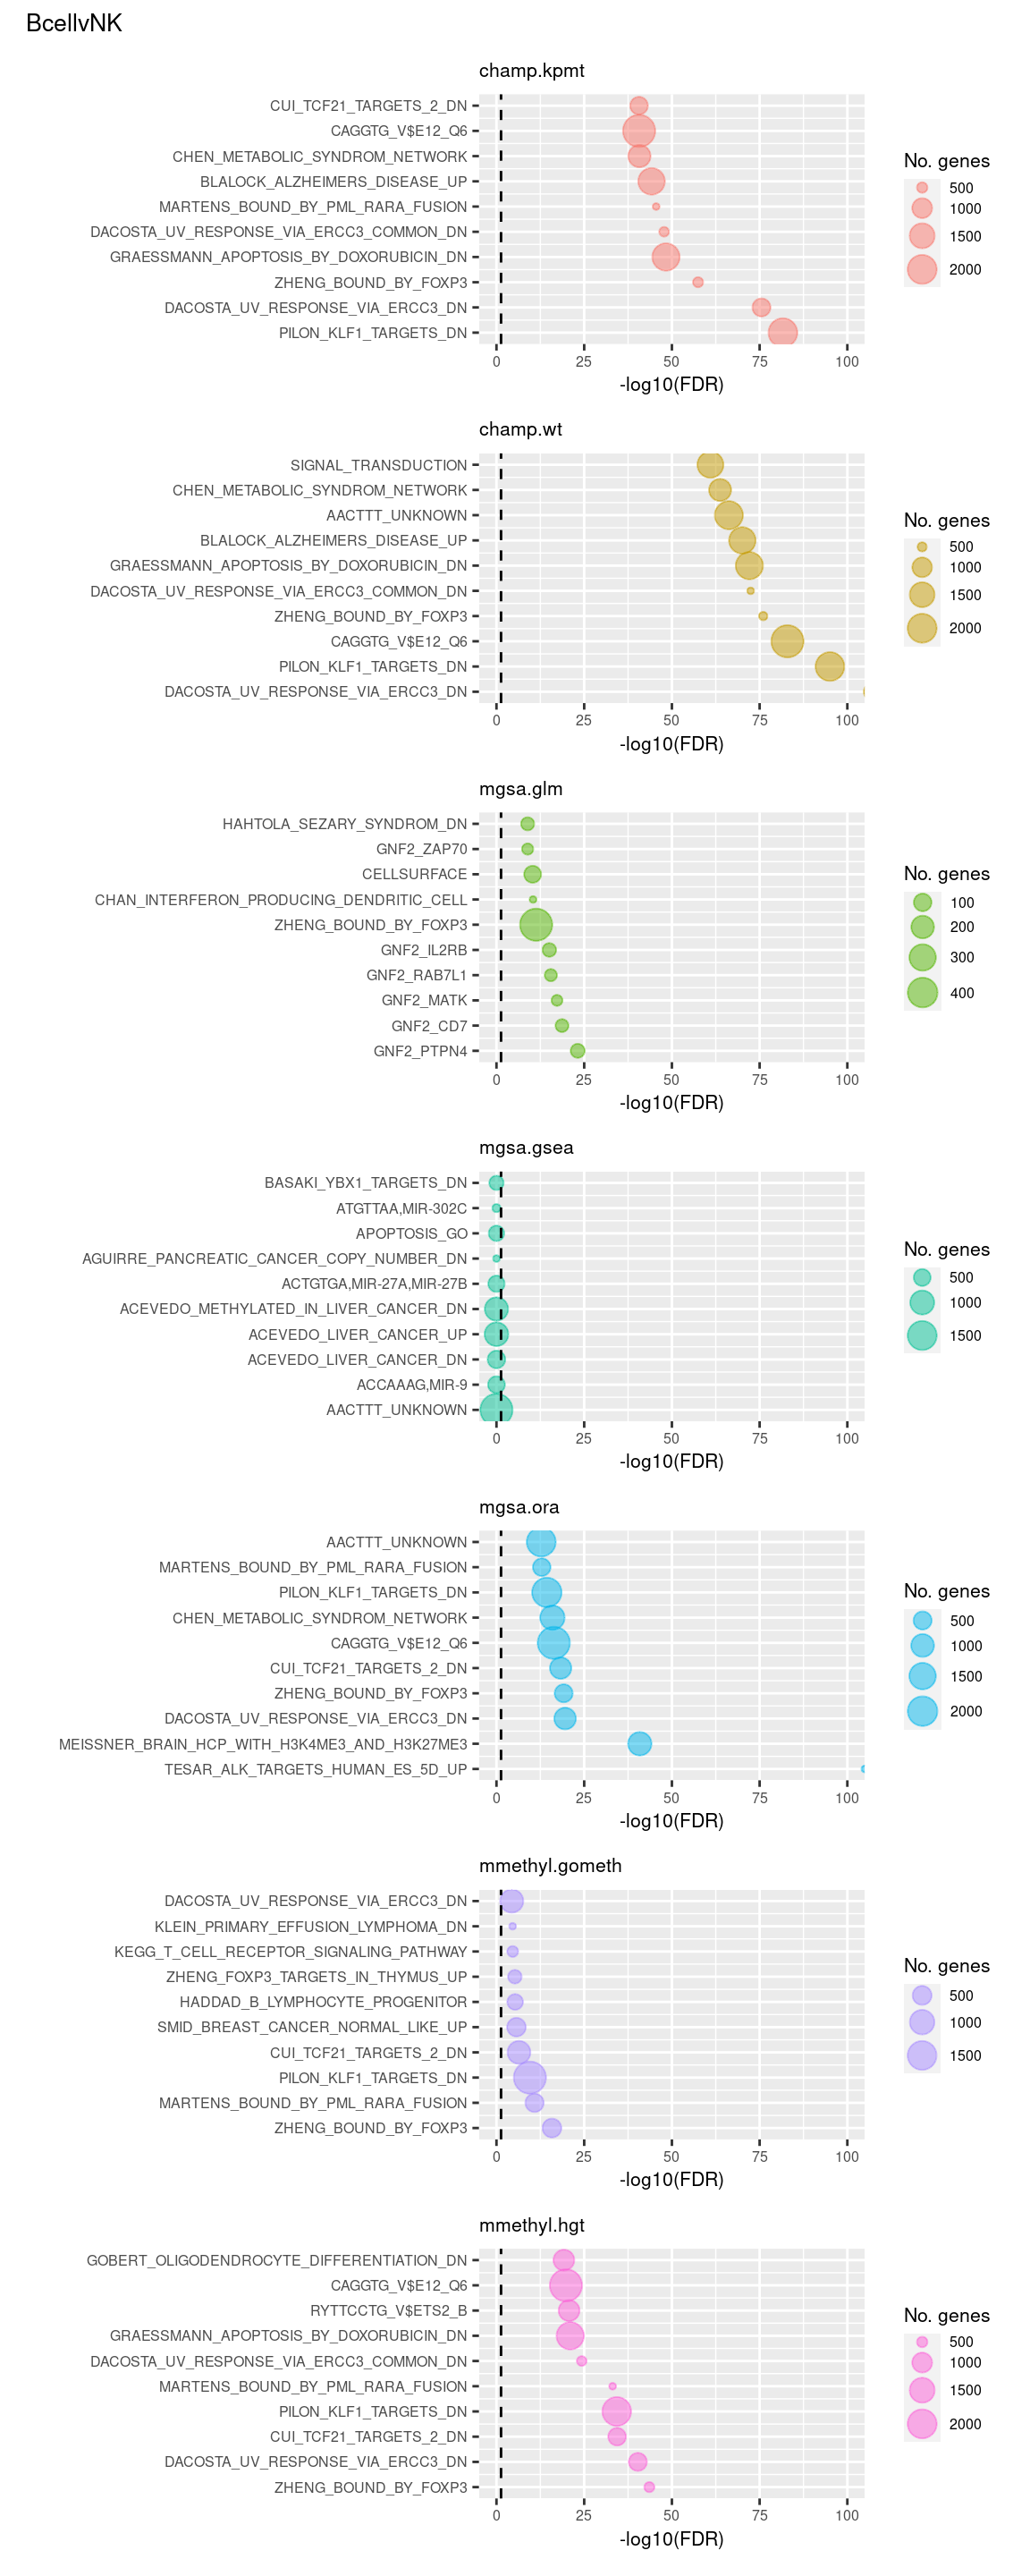 BcellvNK
champ.kpmt
CUI_TCF21_TARGETS_2_DN
CAGGTG_V$E12_Q6
CHEN_METABOLIC_SYNDROM_NETWORK
BLALOCK_ALZHEIMERS_DISEASE_UP
MARTENS_BOUND_BY_PML_RARA_FUSION
DACOSTA_UV_RESPONSE_VIA_ERCC3_COMMON_DN
GRAESSMANN_APOPTOSIS_BY_DOXORUBICIN_DN
ZHENG_BOUND_BY_FOXP3
DACOSTA_UV_RESPONSE_VIA_ERCC3_DN
PILON_KLF1_TARGETS_DN
0 25 50 75 100
-log10(FDR)
No. genes
500
1000
1500
2000
champ.wt
SIGNAL_TRANSDUCTION
CHEN_METABOLIC_SYNDROM_NETWORK
AACTTT_UNKNOWN
BLALOCK_ALZHEIMERS_DISEASE_UP
GRAESSMANN_APOPTOSIS_BY_DOXORUBICIN_DN
DACOSTA_UV_RESPONSE_VIA_ERCC3_COMMON_DN
ZHENG_BOUND_BY_FOXP3
CAGGTG_V$E12_Q6
PILON_KLF1_TARGETS_DN
DACOSTA_UV_RESPONSE_VIA_ERCC3_DN
0 25 50 75 100
-log10(FDR)
No. genes
500
1000
1500
2000
mgsa.glm
HAHTOLA_SEZARY_SYNDROM_DN
GNF2_ZAP70
CELLSURFACE
CHAN_INTERFERON_PRODUCING_DENDRITIC_CELL
ZHENG_BOUND_BY_FOXP3
GNF2_IL2RB
GNF2_RAB7L1
GNF2_MATK
GNF2_CD7
GNF2_PTPN4
0 25 50 75 100
-log10(FDR)
No. genes
100
200
300
400
mgsa.gsea
BASAKI_YBX1_TARGETS_DN
ATGTTAA,MIR-302C
APOPTOSIS_GO
AGUIRRE_PANCREATIC_CANCER_COPY_NUMBER_DN
ACTGTGA,MIR-27A,MIR-27B
ACEVEDO_METHYLATED_IN_LIVER_CANCER_DN
ACEVEDO_LIVER_CANCER_UP
ACEVEDO_LIVER_CANCER_DN
ACCAAAG,MIR-9
AACTTT_UNKNOWN
0 25 50 75 100
-log10(FDR)
No. genes
500
1000
1500
mgsa.ora
AACTTT_UNKNOWN
MARTENS_BOUND_BY_PML_RARA_FUSION
PILON_KLF1_TARGETS_DN
CHEN_METABOLIC_SYNDROM_NETWORK
CAGGTG_V$E12_Q6
CUI_TCF21_TARGETS_2_DN
ZHENG_BOUND_BY_FOXP3
DACOSTA_UV_RESPONSE_VIA_ERCC3_DN
MEISSNER_BRAIN_HCP_WITH_H3K4ME3_AND_H3K27ME3
TESAR_ALK_TARGETS_HUMAN_ES_5D_UP
0 25 50 75 100
-log10(FDR)
No. genes
500
1000
1500
2000
mmethyl.gometh
DACOSTA_UV_RESPONSE_VIA_ERCC3_DN
KLEIN_PRIMARY_EFFUSION_LYMPHOMA_DN
KEGG_T_CELL_RECEPTOR_SIGNALING_PATHWAY
ZHENG_FOXP3_TARGETS_IN_THYMUS_UP
HADDAD_B_LYMPHOCYTE_PROGENITOR
SMID_BREAST_CANCER_NORMAL_LIKE_UP
CUI_TCF21_TARGETS_2_DN
PILON_KLF1_TARGETS_DN
MARTENS_BOUND_BY_PML_RARA_FUSION
ZHENG_BOUND_BY_FOXP3
0 25 50 75 100
-log10(FDR)
No. genes
500
1000
1500
mmethyl.hgt
GOBERT_OLIGODENDROCYTE_DIFFERENTIATION_DN
CAGGTG_V$E12_Q6
RYTTCCTG_V$ETS2_B
GRAESSMANN_APOPTOSIS_BY_DOXORUBICIN_DN
DACOSTA_UV_RESPONSE_VIA_ERCC3_COMMON_DN
MARTENS_BOUND_BY_PML_RARA_FUSION
PILON_KLF1_TARGETS_DN
CUI_TCF21_TARGETS_2_DN
DACOSTA_UV_RESPONSE_VIA_ERCC3_DN
ZHENG_BOUND_BY_FOXP3
0 25 50 75 100
-log10(FDR)
No. genes
500
1000
1500
2000